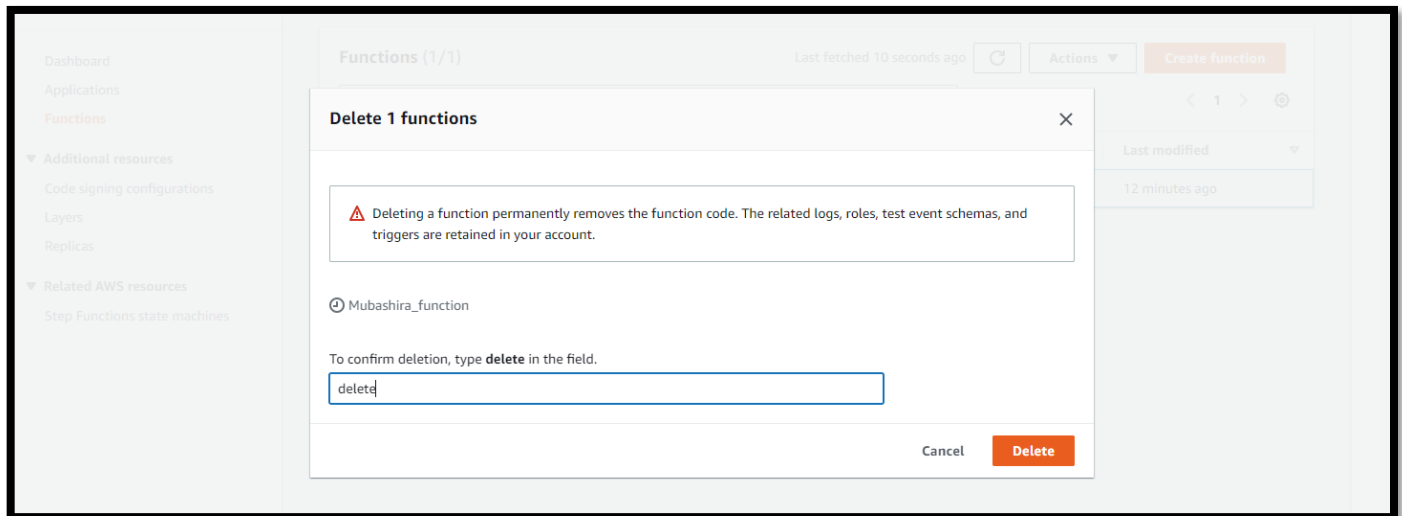 Dashboard
Applications
Functions
Additional resources
Code signing configurations
Layers
Replicas
Related AWS resources
Step Functions state machines
Functions (1/1)
Last fetched 10 seconds ago
Actions
Create function
1
Last modified
12 minutes ago
Delete 1 functions
Deleting a function permanently removes the function code. The related logs, roles, test event schemas, and
triggers are retained in your account.
Mubashira_function
To confirm deletion, type delete in the field.
delete
Cancel
Delete